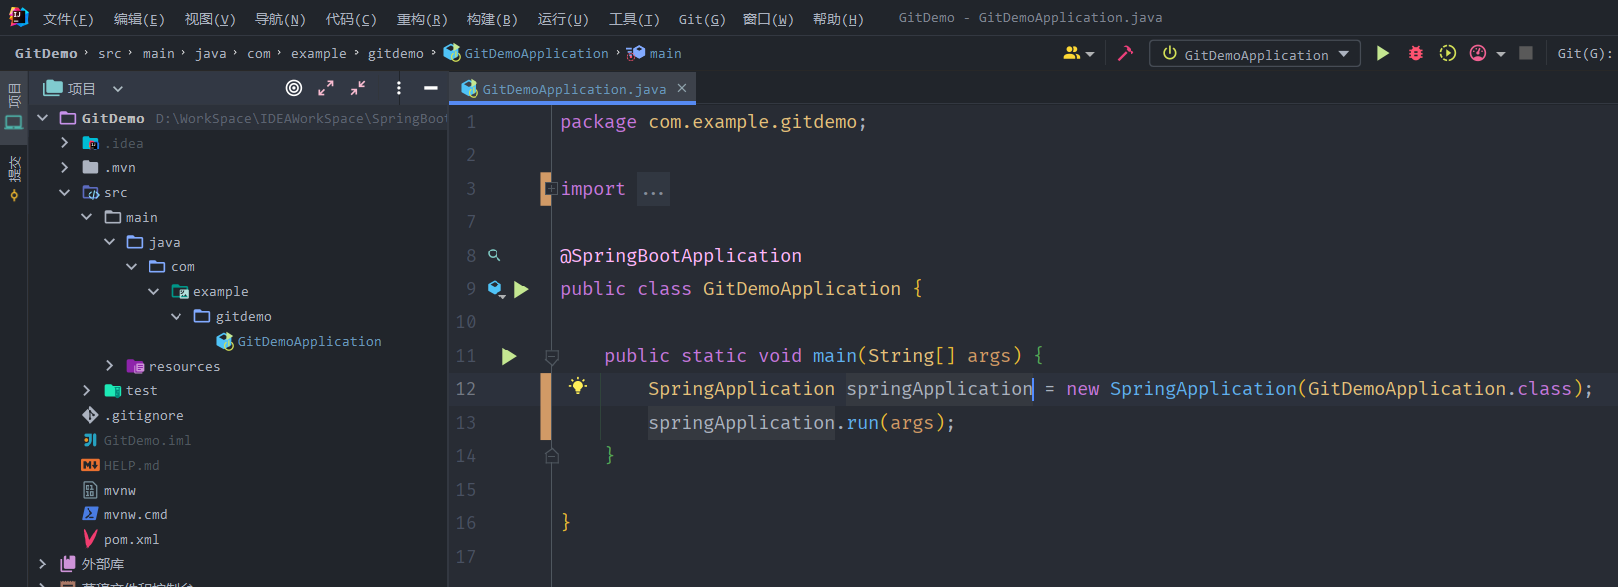 文件(F) 编辑(E) 视图(V) 导航(N) 代码(C) 重构(R) 构建(B) 运行(U) 工具(T) Git(G) 窗口(W) 帮助(H) GitDemo - GitDemoApplication.java
GitDemo › src › main › java › com › example › gitdemo › GitDemoApplication › main GitDemoApplication Git(G):
项目
提交
项目
GitDemo D:\WorkSpace\IDEAWorkSpace\SpringBoot
.idea
.mvn
src
main
java
com
example
gitdemo
GitDemoApplication
resources
test
.gitignore
GitDemo.iml
HELP.md
mvnw
mvnw.cmd
pom.xml
外部库
GitDemoApplication.java
1 package com.example.gitdemo;
2
3 import ...
7
8 @SpringBootApplication
9 public class GitDemoApplication {
10
11 public static void main(String[] args) {
12 SpringApplication springApplication = new SpringApplication(GitDemoApplication.class);
13 springApplication.run(args);
14 }
15
16 }
17